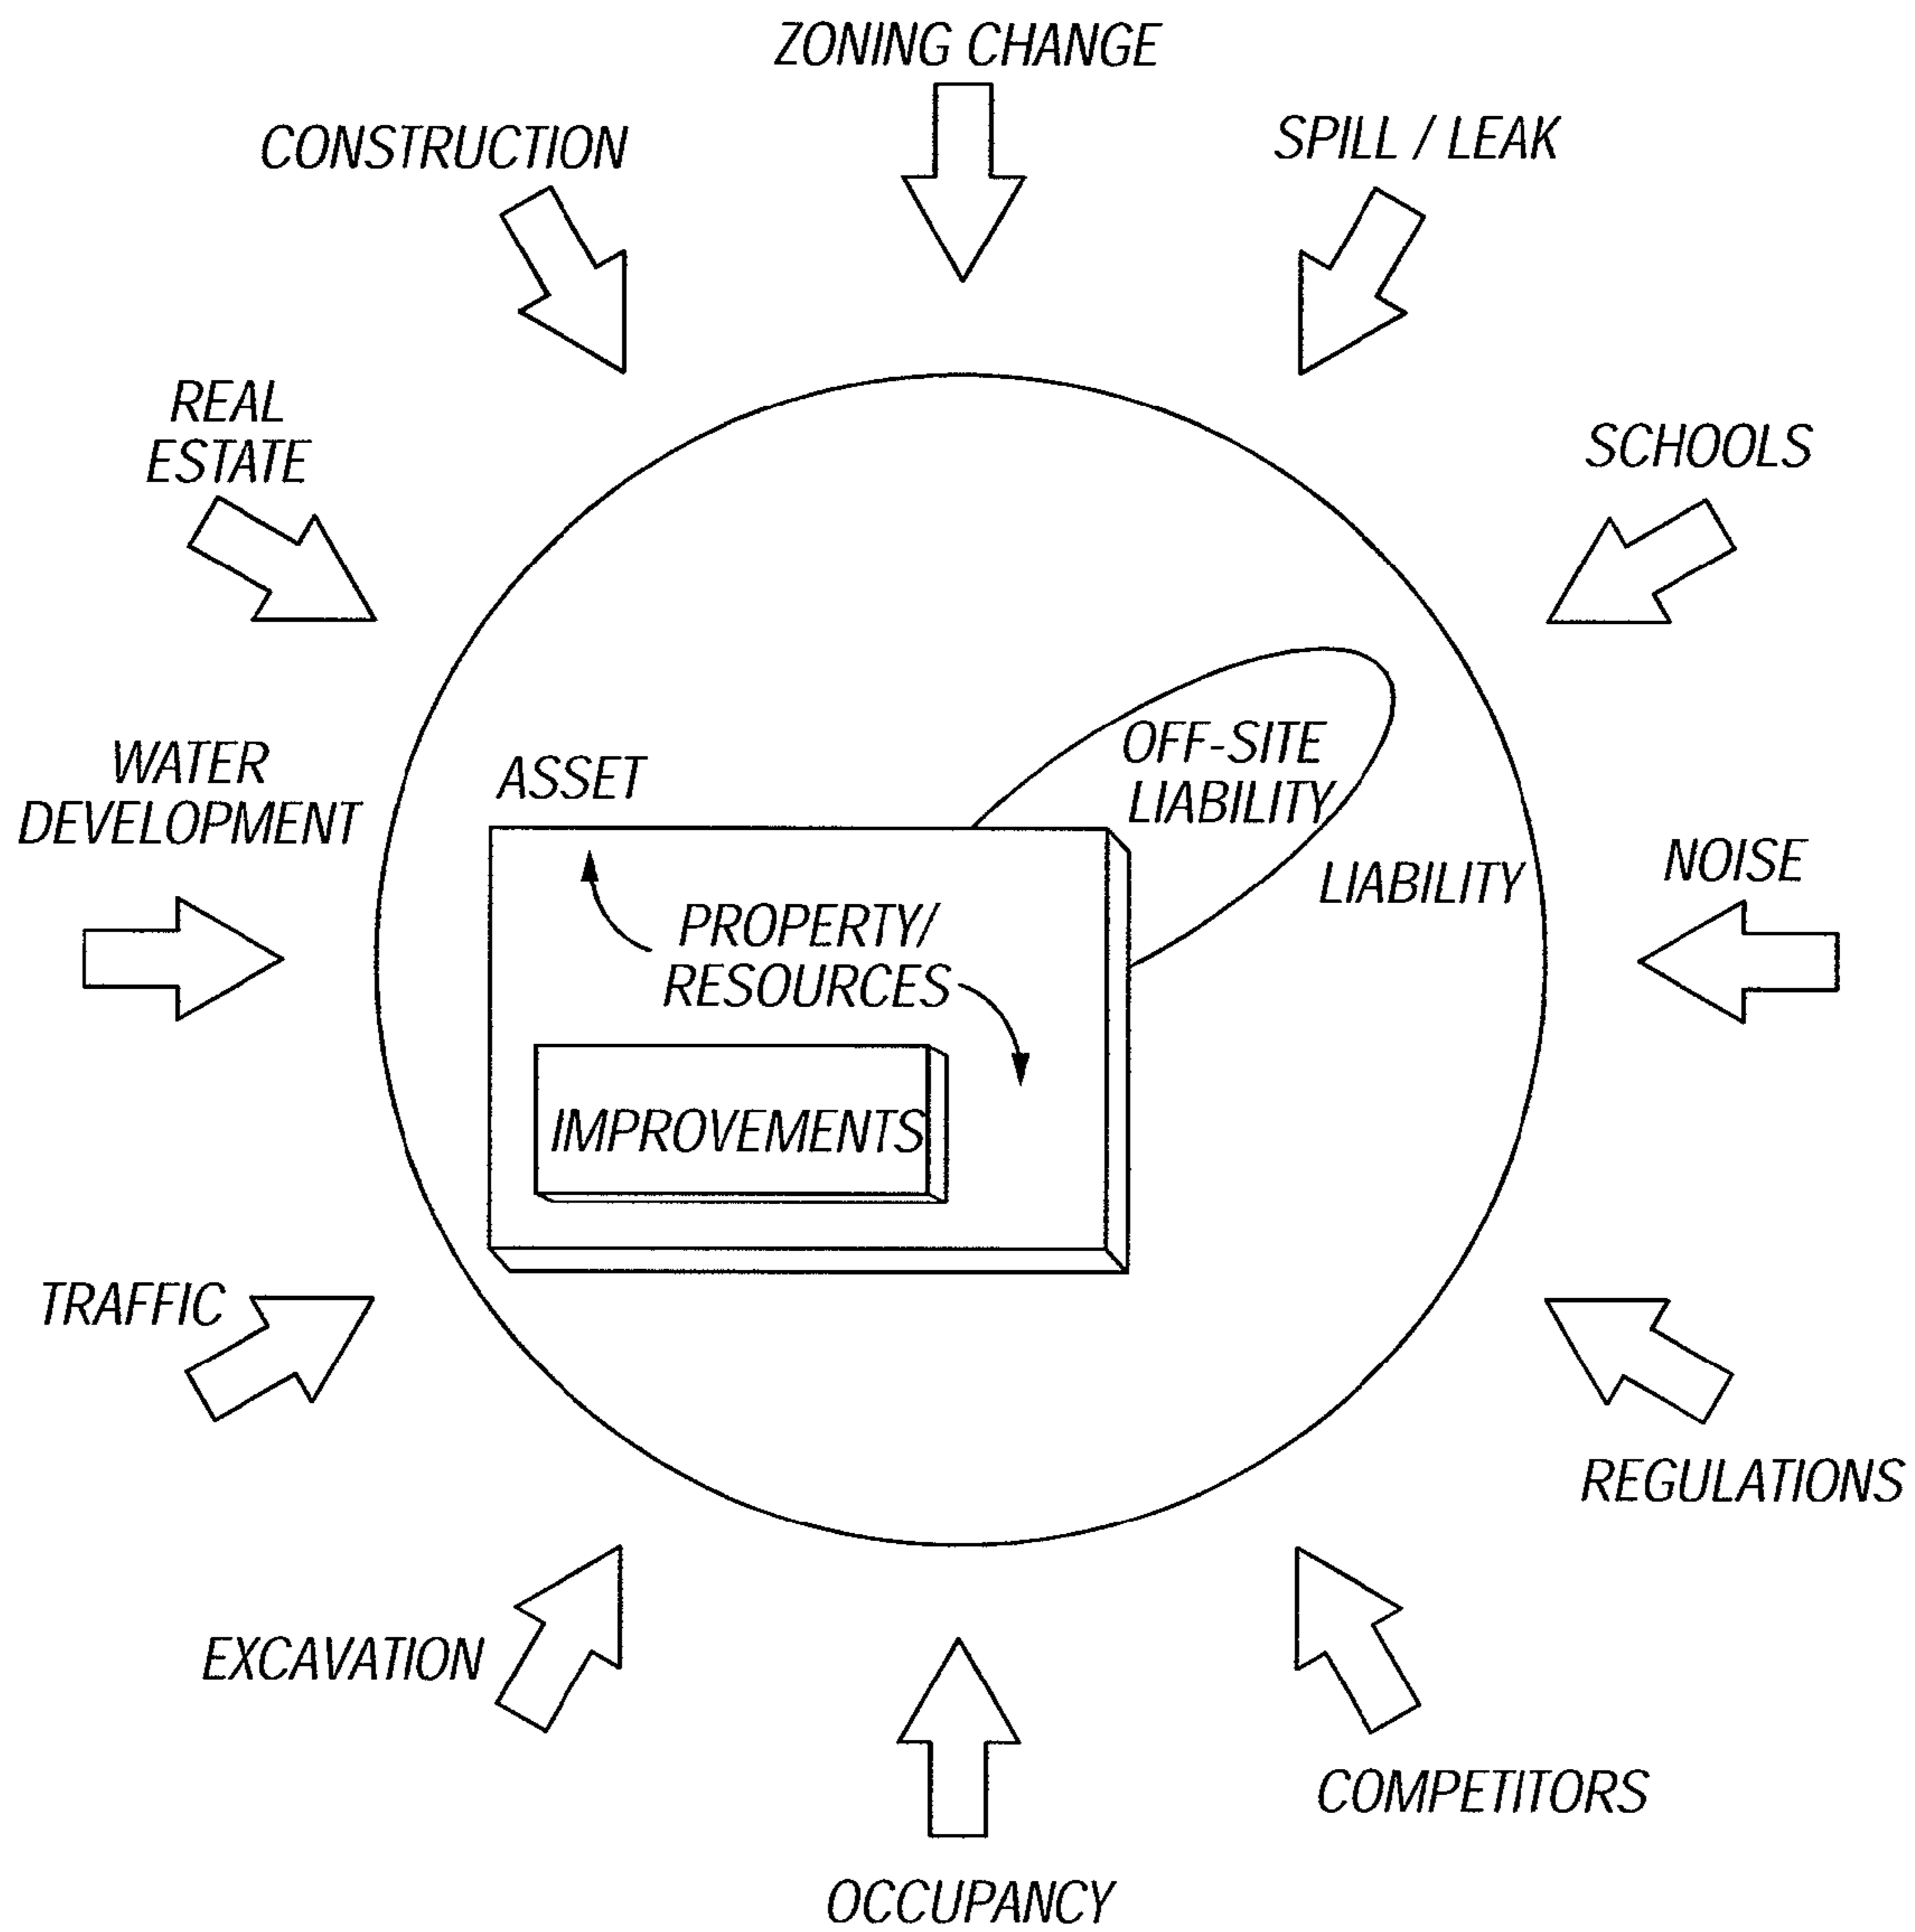 ZONING CHANGE
CONSTRUCTION
SPILL / LEAK
REAL
ESTATE
SCHOOLS
WATER
DEVELOPMENT
ASSET
OFF-SITE
LIABILITY
LIABILITY
NOISE
PROPERTY/
RESOURCES
IMPROVEMENTS
TRAFFIC
REGULATIONS
EXCAVATION
COMPETITORS
OCCUPANCY